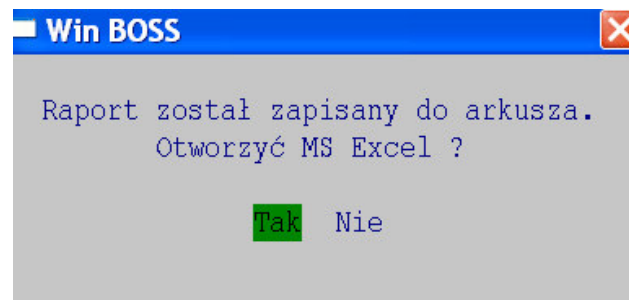 Win BOSS
Raport został zapisany do arkusza.
Otworzyć MS Excel ?
Tak Nie